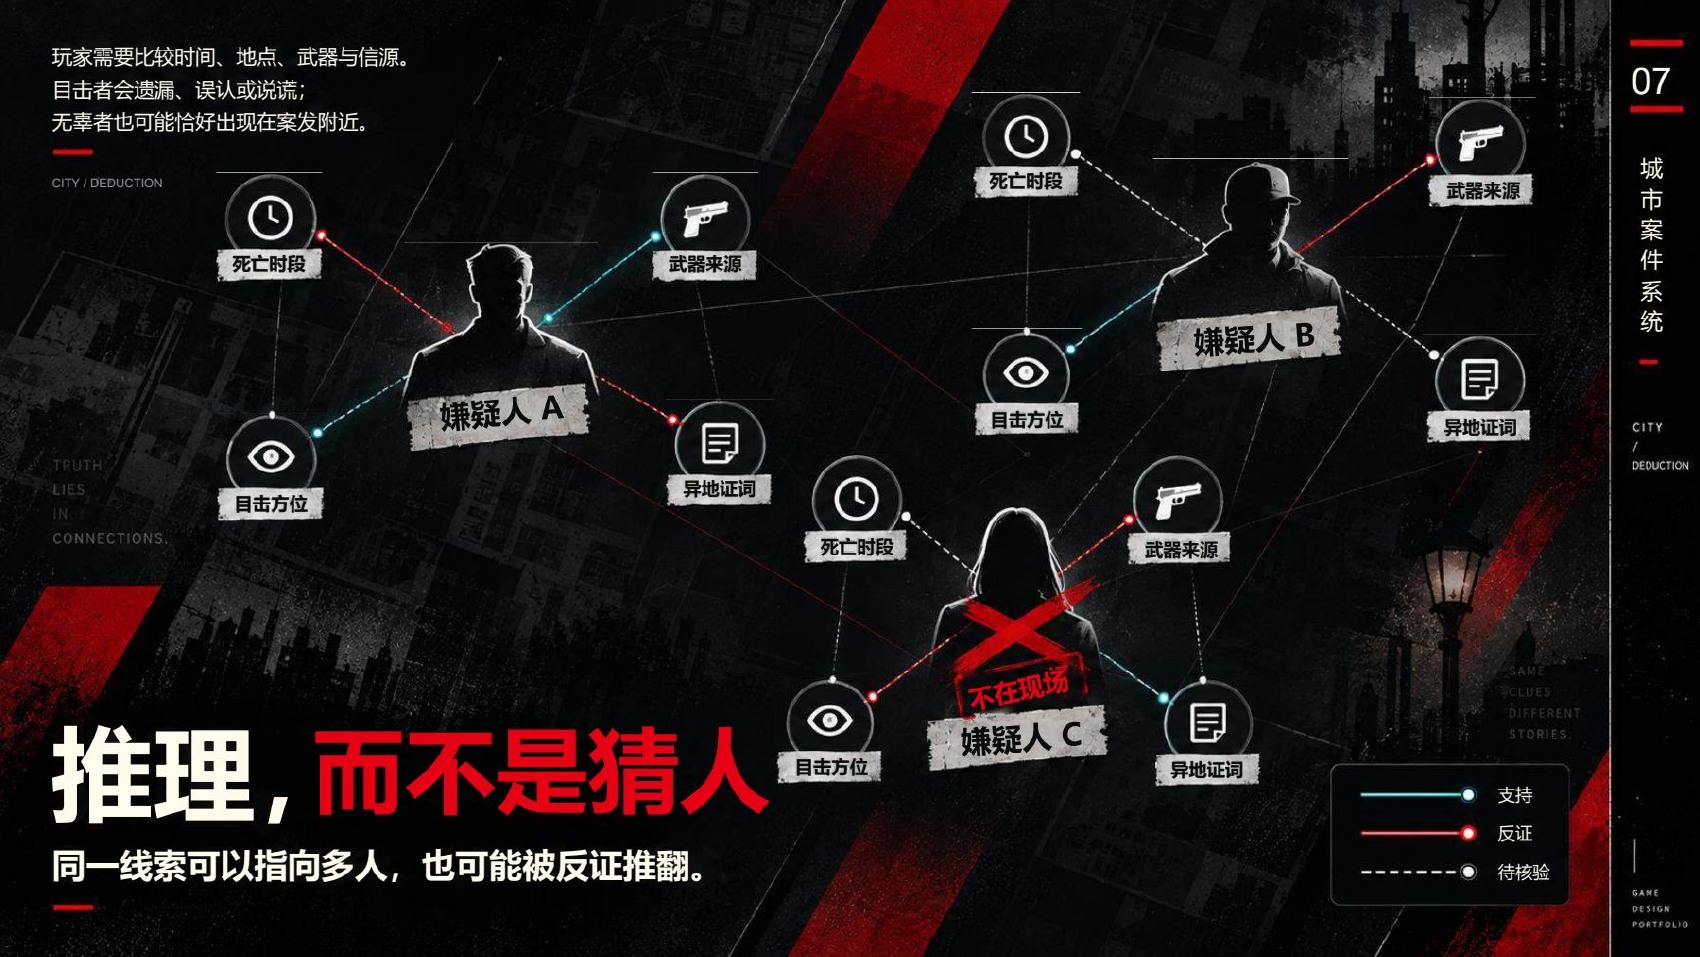 玩家需要比较时间、地点、武器与信源。
目击者会遗漏、误认或说谎；
无辜者也可能恰好出现在案发附近。
CITY / DEDUCTION
死亡时段
武器来源
嫌疑人 A
目击方位
异地证词
死亡时段
武器来源
嫌疑人 B
目击方位
异地证词
死亡时段
武器来源
不在现场
嫌疑人 C
目击方位
异地证词
TRUTH
LIES
IN
CONNECTIONS.
推理，而不是猜人
同一线索可以指向多人，也可能被反证推翻。
SAME
CLUES
DIFFERENT
STORIES.
支持
反证
待核验
07
城市案件系统
CITY
/
DEDUCTION
GAME
DESIGN
PORTFOLIO